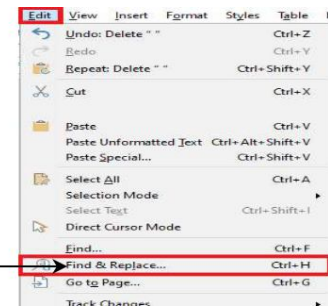 Edit View Insert Format Styles Table
Undo: Delete " " Ctrl+Z
Redo Ctrl+Y
Repeat: Delete " " Ctrl+Shift+Y
Cut Ctrl+X
Paste Ctrl+V
Paste Unformatted Text Ctrl+Alt+Shift+V
Paste Special... Ctrl+Shift+V
Select All Ctrl+A
Selection Mode
Select Text Ctrl+Shift+I
Direct Cursor Mode
Find... Ctrl+F
Find & Replace... Ctrl+H
Go to Page... Ctrl+G
Track Changes